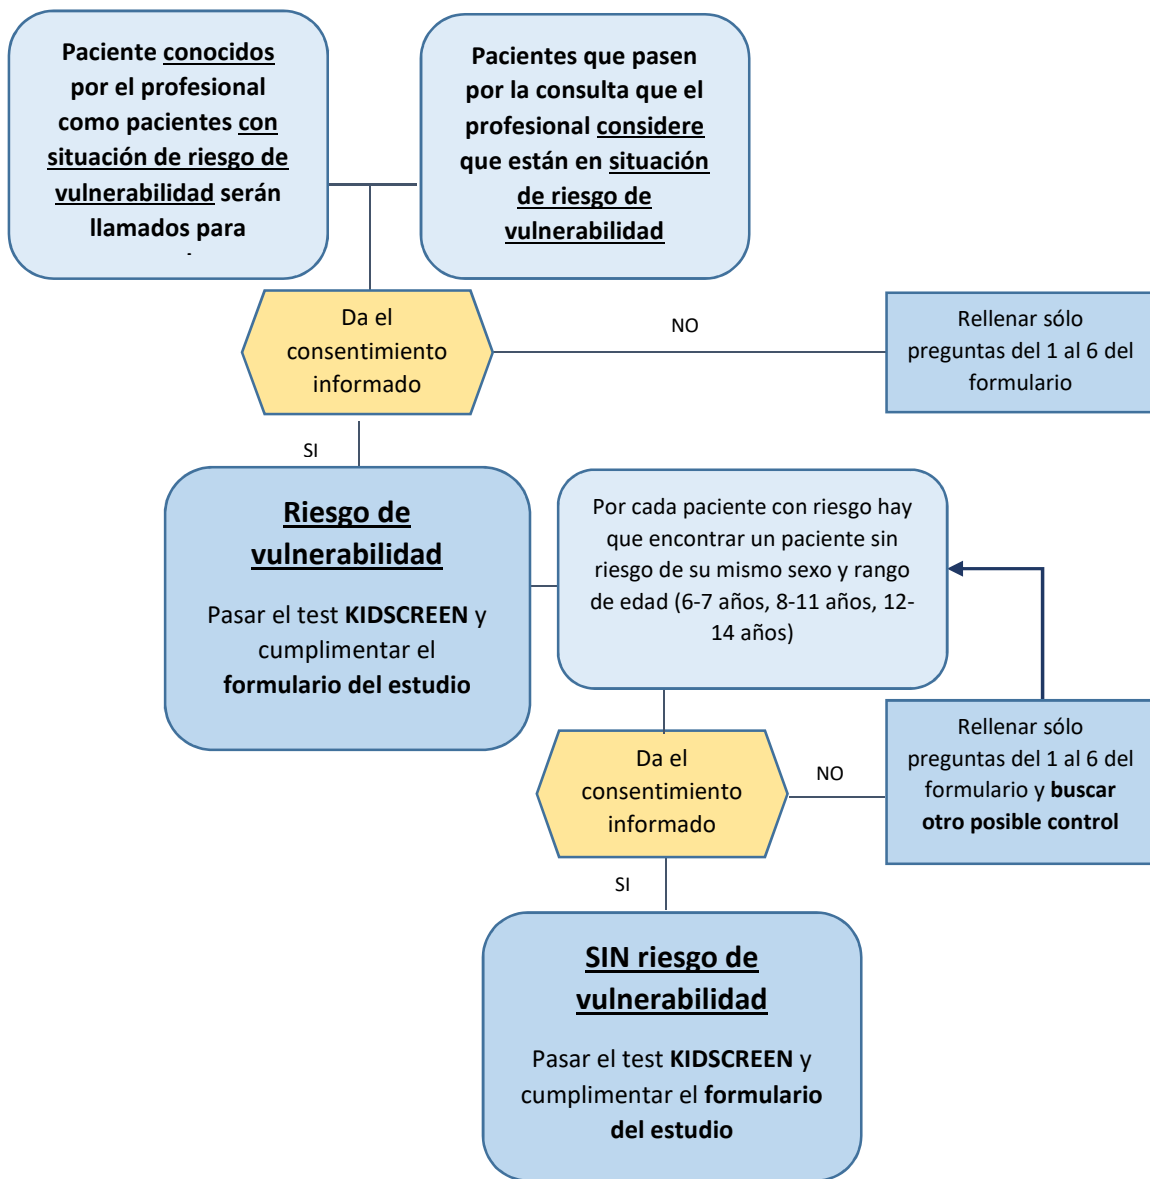 Paciente conocidos
por el profesional
como pacientes con
situación de riesgo de
vulnerabilidad serán
llamados para
Pacientes que pasen
por la consulta que el
profesional considere
que están en situación
de riesgo de
vulnerabilidad
Da el
consentimiento
informado
NO
Rellenar sólo
preguntas del 1 al 6 del
formulario
SI
Riesgo de
vulnerabilidad
Pasar el test KIDSCREEN y
cumplimentar el
formulario del estudio
Por cada paciente con riesgo hay
que encontrar un paciente sin
riesgo de su mismo sexo y rango
de edad (6-7 años, 8-11 años, 12-
14 años)
Da el
consentimiento
informado
NO
Rellenar sólo
preguntas del 1 al 6 del
formulario y buscar
otro posible control
SI
SIN riesgo de
vulnerabilidad
Pasar el test KIDSCREEN y
cumplimentar el formulario
del estudio